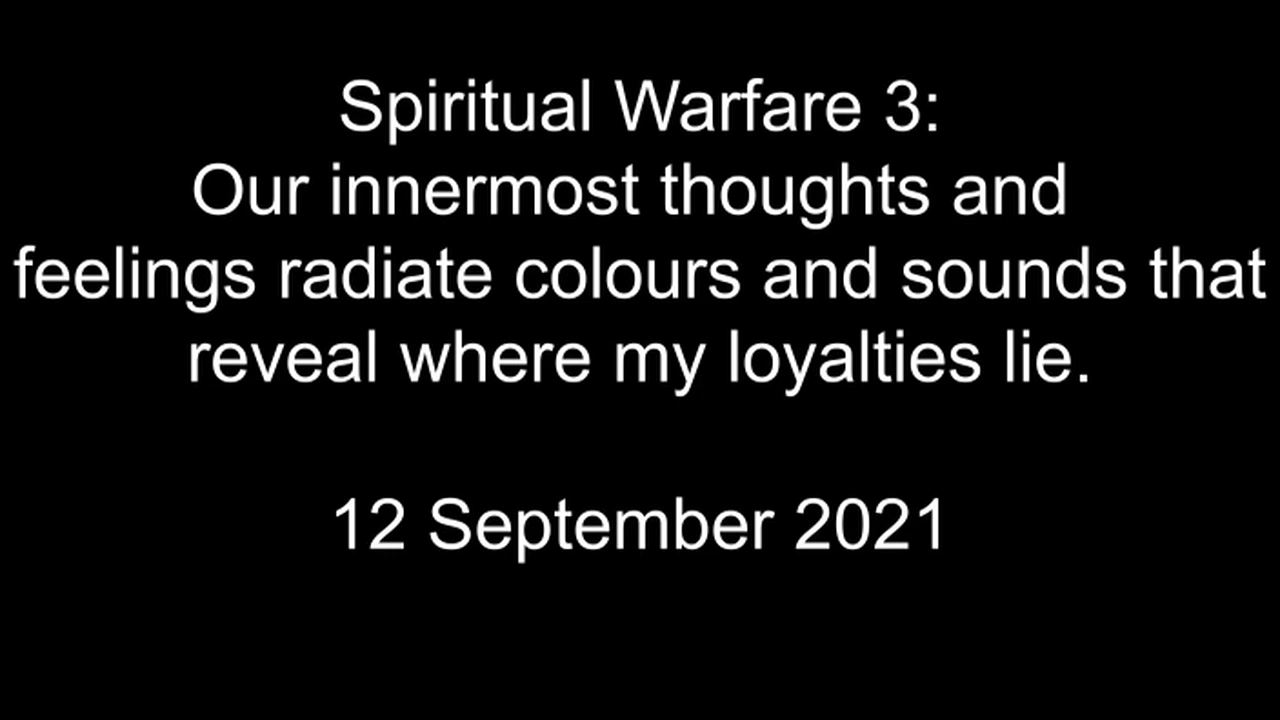 Spiritual Warfare 3:
Our innermost thoughts and
feelings radiate colours and sounds that
reveal where my loyalties lie.
12 September 2021